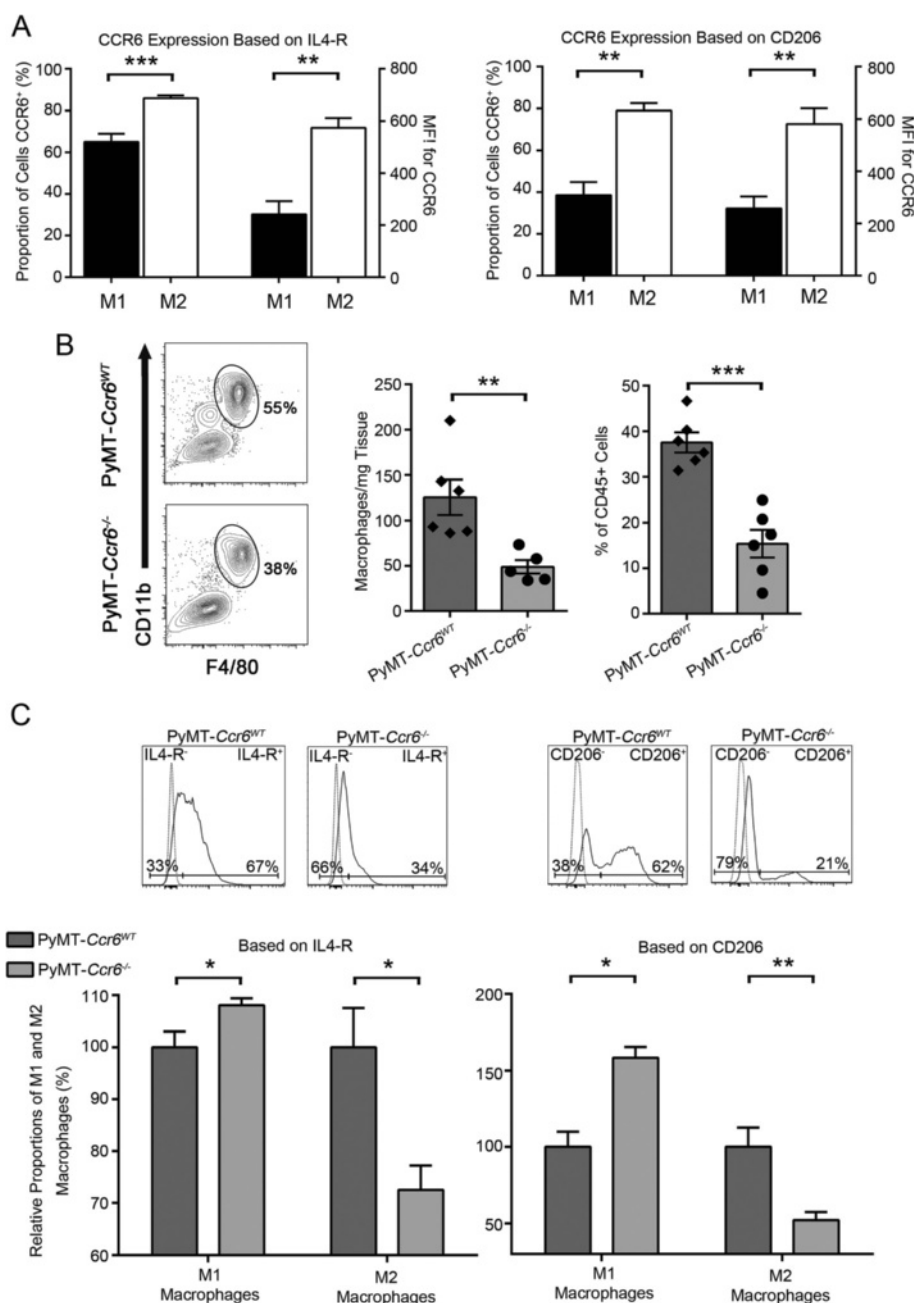 A
CCR6 Expression Based on IL4-R
Proportion of Cells CCR6⁺ (%)
100
80
60
40
20
0
***
**
800
600
400
200
0
MF! for CCR6
M1 M2 M1 M2
CCR6 Expression Based on CD206
Proportion of Cells CCR6⁺ (%)
100
80
60
40
20
0
**
**
800
600
400
200
0
MFI for CCR6
M1 M2 M1 M2
B
PyMT-Ccr6ᵂᵀ
55%
PyMT-Ccr6⁻/⁻
38%
CD11b
F4/80
Macrophages/mg Tissue
250
200
150
100
50
0
**
PyMT-Ccr6ᵂᵀ
PyMT-Ccr6⁻/⁻
% of CD45+ Cells
50
40
30
20
10
0
***
PyMT-Ccr6ᵂᵀ
PyMT-Ccr6⁻/⁻
C
PyMT-Ccr6ᵂᵀ
IL4-R⁻ IL4-R⁺
33% 67%
PyMT-Ccr6⁻/⁻
IL4-R⁻ IL4-R⁺
66% 34%
PyMT-Ccr6ᵂᵀ
CD206⁻ CD206⁺
38% 62%
PyMT-Ccr6⁻/⁻
CD206⁻ CD206⁺
79% 21%
PyMT-Ccr6ᵂᵀ
PyMT-Ccr6⁻/⁻
Based on IL4-R
Relative Proportions of M1 and M2
Macrophages (%)
110
100
90
80
70
60
*
*
M1
Macrophages
M2
Macrophages
Based on CD206
200
150
100
50
*
**
M1
Macrophages
M2
Macrophages